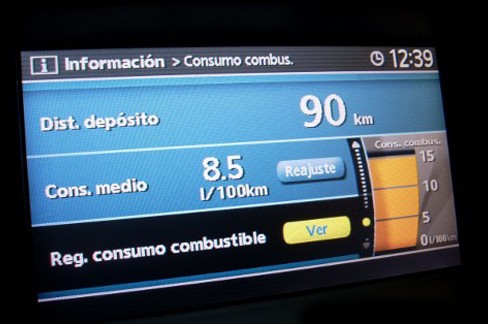 i Información > Consumo combus. 12:39
Dist. depósito 90 km
Cons. medio 8.5 l/100km Reajuste
Reg. consumo combustible Ver
Cons. combus.
15
10
5
0 l/100km